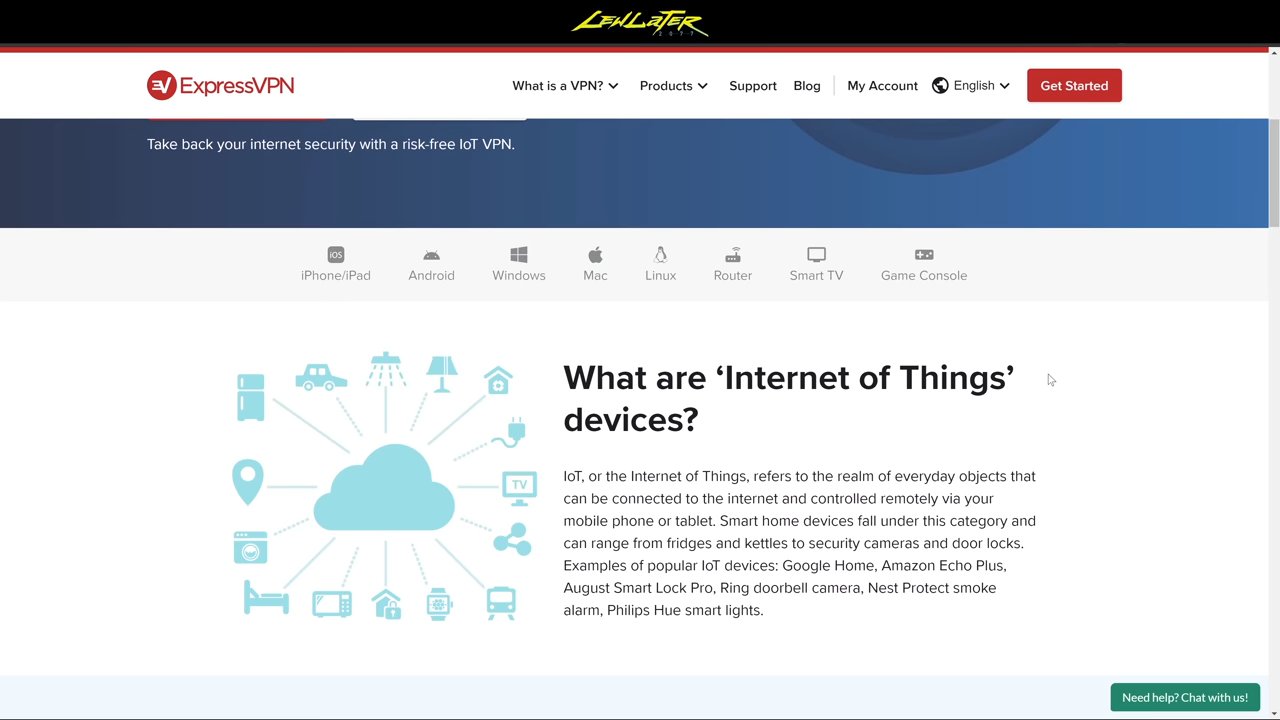 LEWLATER
2077
ExpressVPN
What is a VPN?
Products
Support
Blog
My Account
English
Get Started
Take back your internet security with a risk-free IoT VPN.
iOS
iPhone/iPad
Android
Windows
Mac
Linux
Router
Smart TV
Game Console
TV
What are ‘Internet of Things’
devices?
IoT, or the Internet of Things, refers to the realm of everyday objects that
can be connected to the internet and controlled remotely via your
mobile phone or tablet. Smart home devices fall under this category and
can range from fridges and kettles to security cameras and door locks.
Examples of popular IoT devices: Google Home, Amazon Echo Plus,
August Smart Lock Pro, Ring doorbell camera, Nest Protect smoke
alarm, Philips Hue smart lights.
Need help? Chat with us!